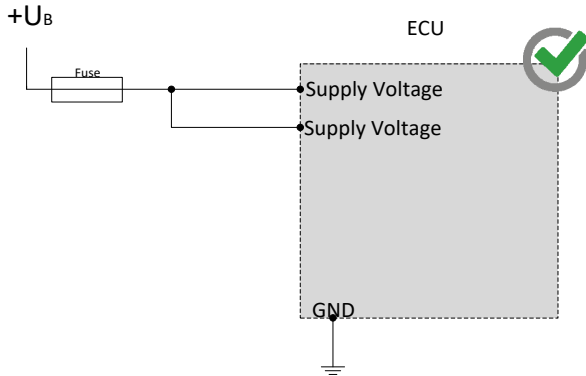 +UB
ECU
Fuse
Supply Voltage
Supply Voltage
GND